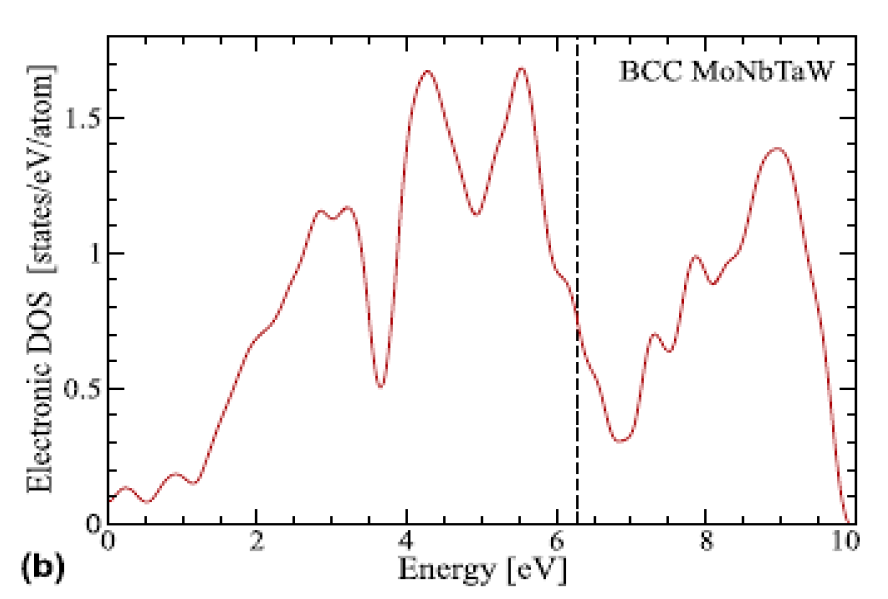 BCC MoNbTaW
Electronic DOS [states/eV/atom]
1.5
1
0.5
0
0 2 4 6 8 10
Energy [eV]
(b)